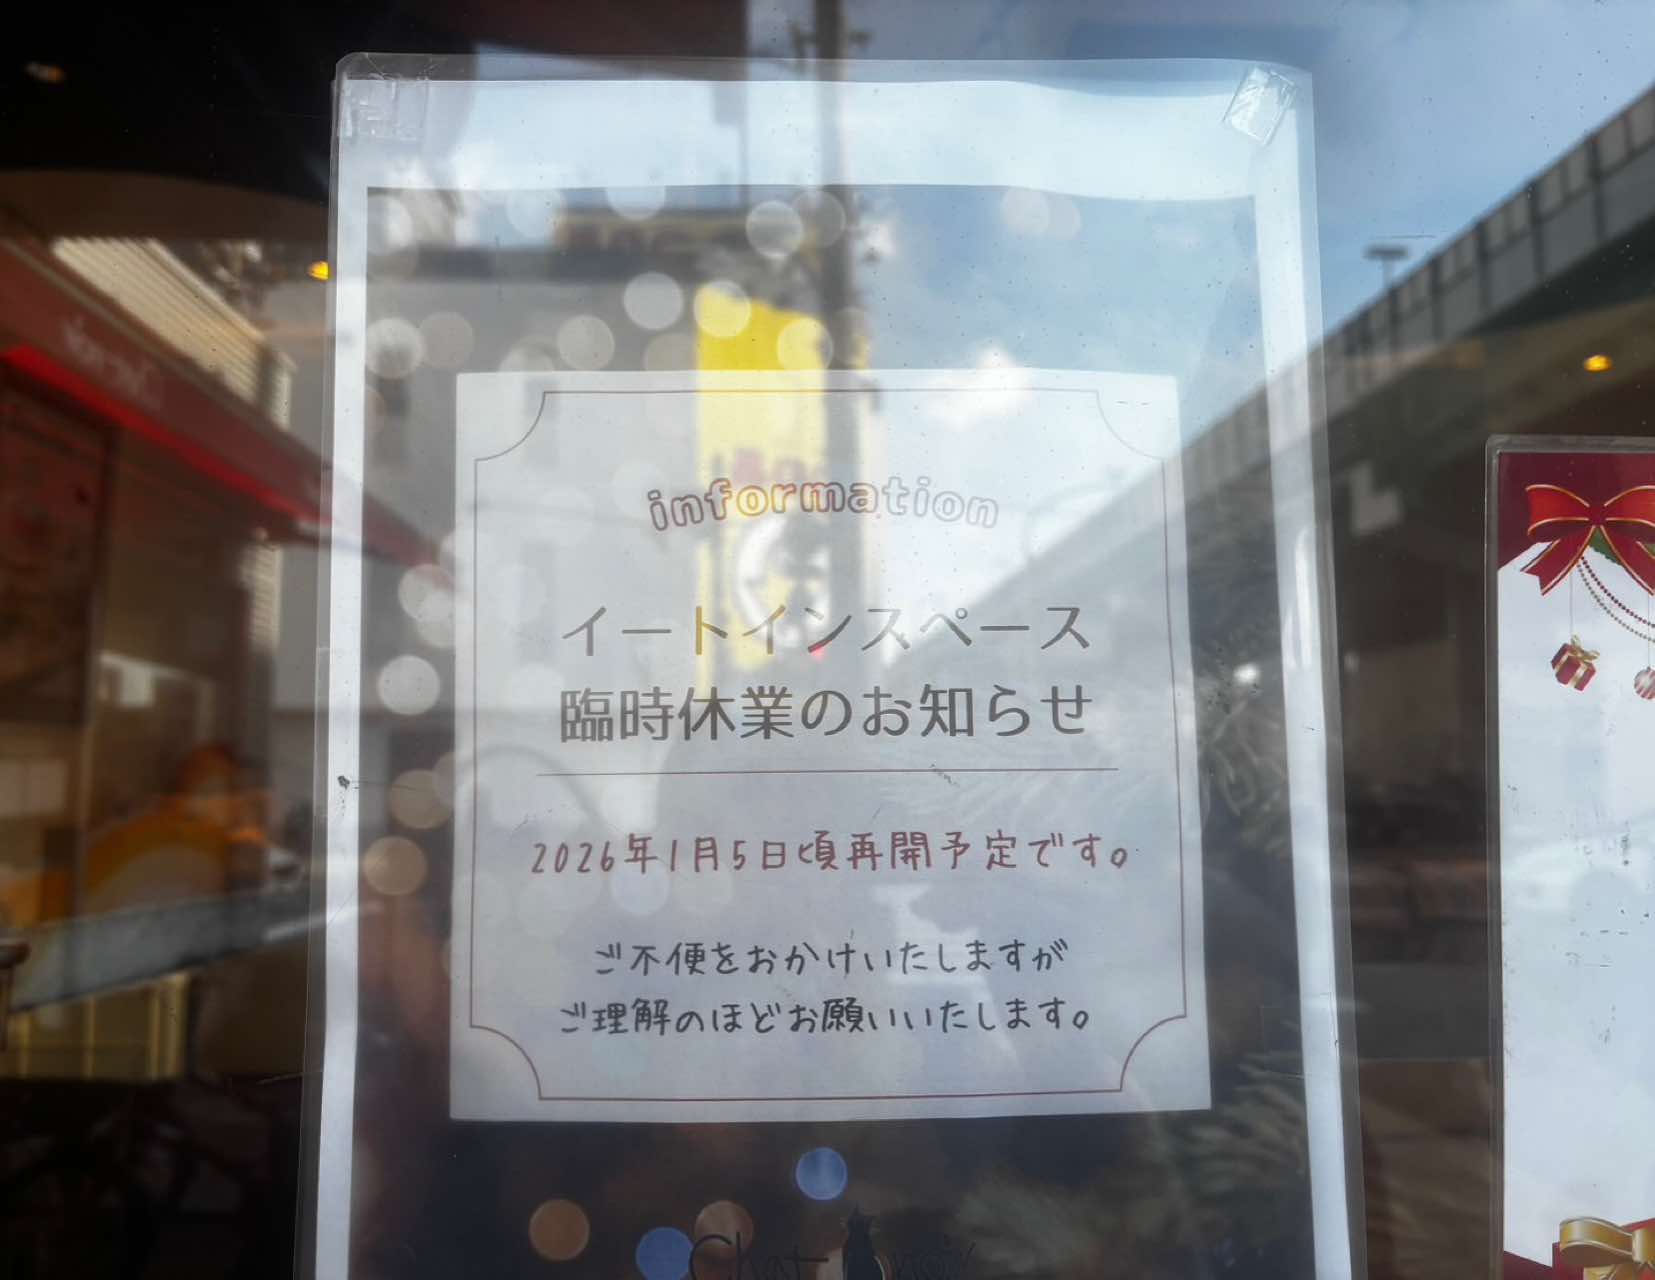 information
イートインスペース
臨時休業のお知らせ
2026年1月5日頃再開予定です。
ご不便をおかけいたしますが
ご理解のほどお願いいたします。
Chat noir